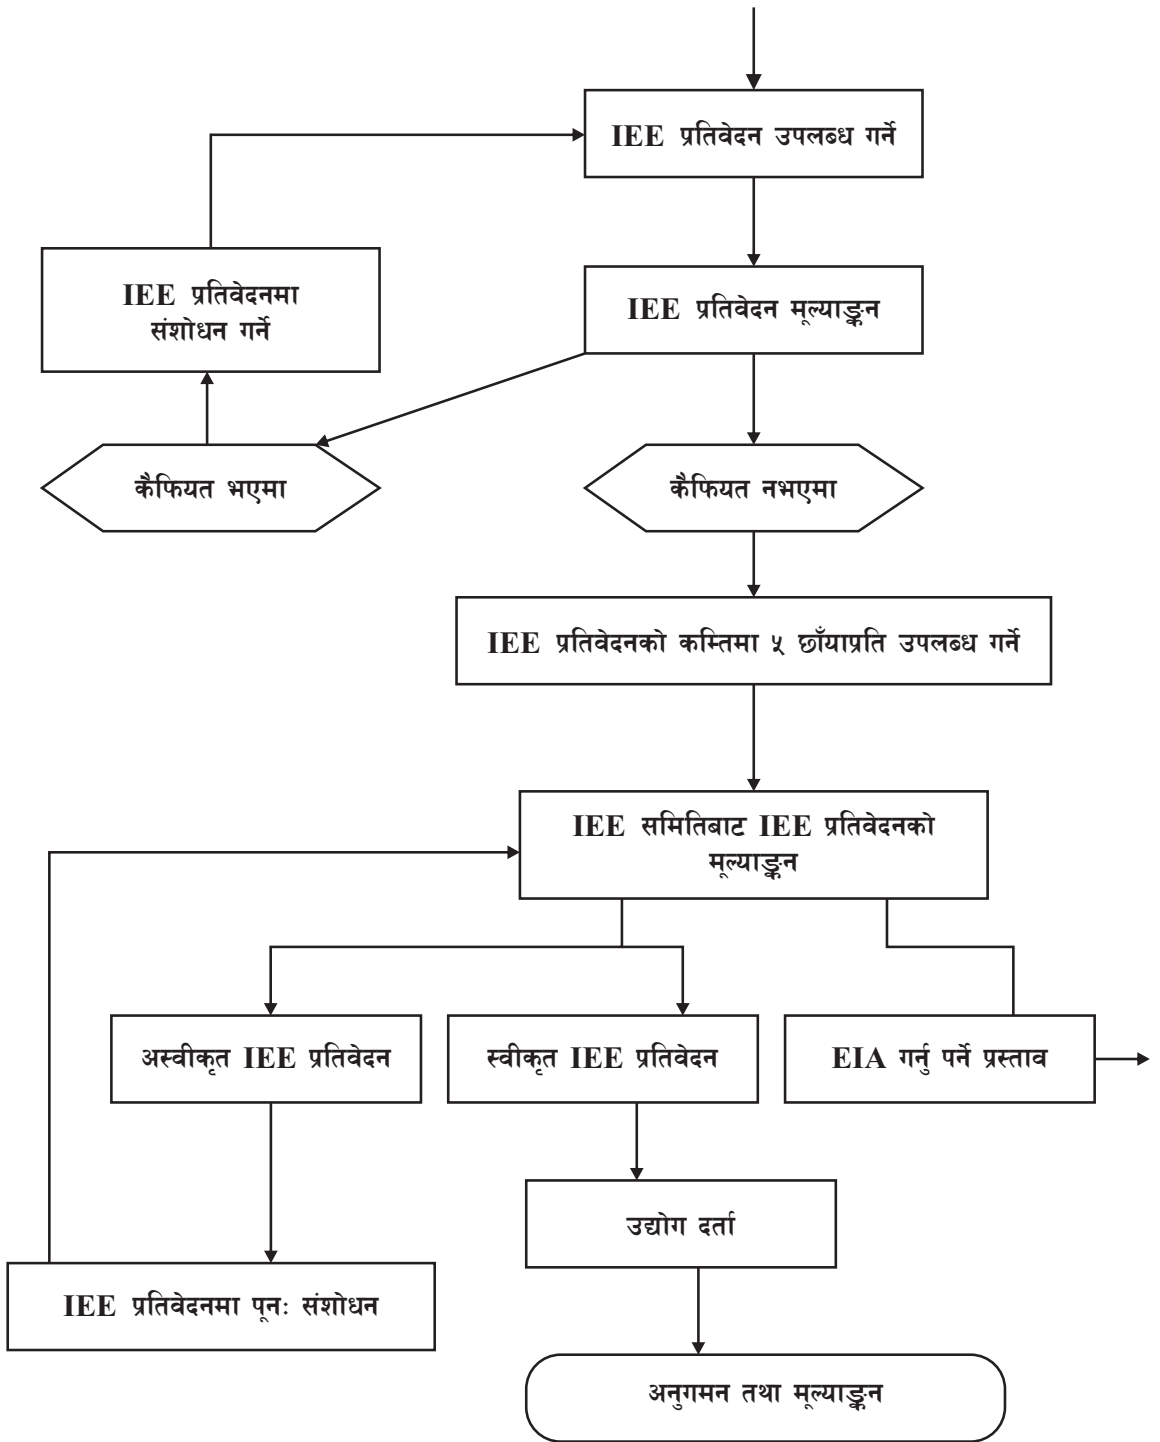 IEE प्रतिवेदन उपलब्ध गर्ने
IEE प्रतिवेदनमा
संशोधन गर्ने
IEE प्रतिवेदन मूल्याङ्कन
कैफियत भएमा
कैफियत नभएमा
IEE प्रतिवेदनको कम्तिमा ५ छाँयाप्रति उपलब्ध गर्ने
IEE समितिबाट IEE प्रतिवेदनको
मूल्याङ्कन
अस्वीकृत IEE प्रतिवेदन
स्वीकृत IEE प्रतिवेदन
EIA गर्नु पर्ने प्रस्ताव
उद्योग दर्ता
IEE प्रतिवेदनमा पूनः संशोधन
अनुगमन तथा मूल्याङ्कन